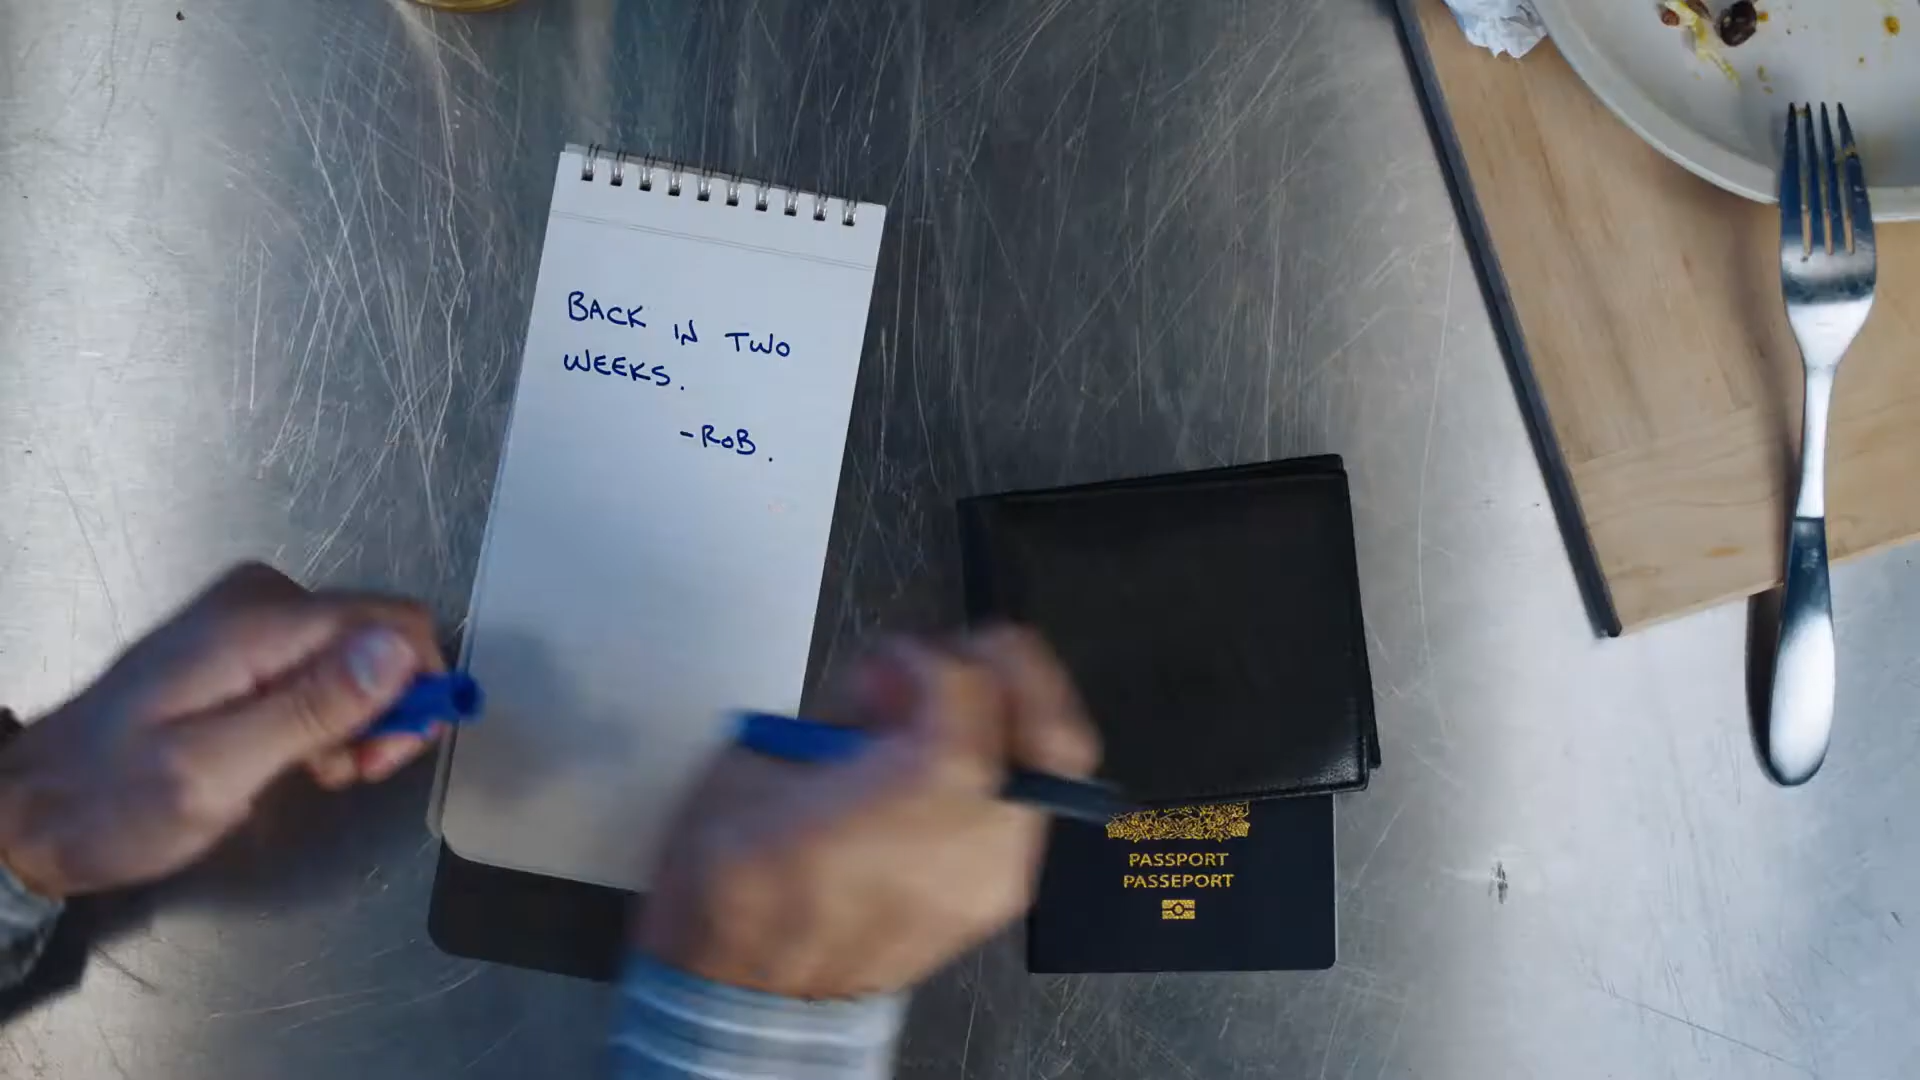 BACK IN TWO
WEEKS.
-ROB.
PASSPORT
PASSEPORT